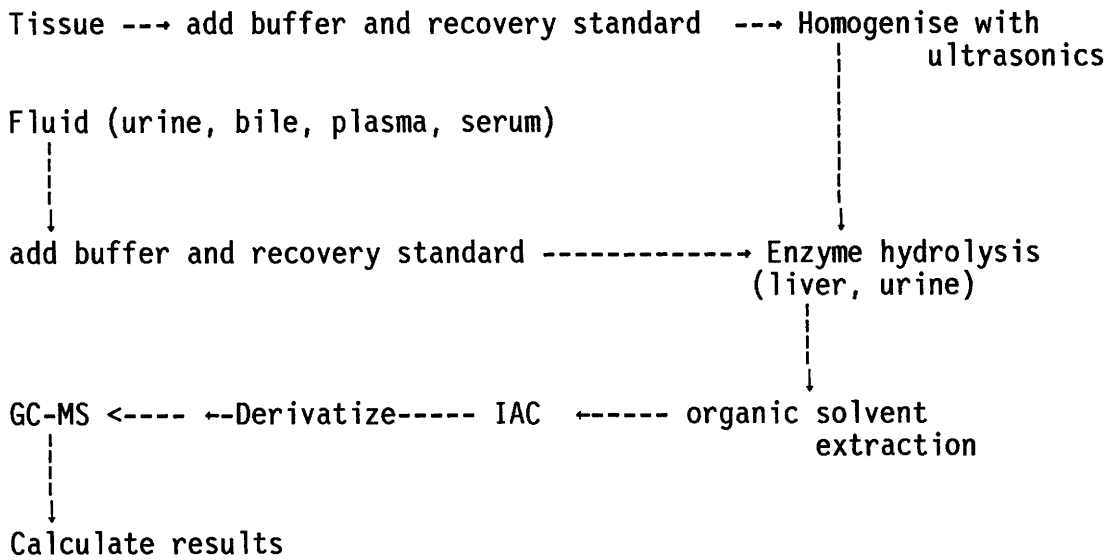 Tissue ---→ add buffer and recovery standard ---→ Homogenise with
ultrasonics
Fluid (urine, bile, plasma, serum)
add buffer and recovery standard -------------→ Enzyme hydrolysis
(liver, urine)
GC-MS <---- ←--Derivatize----- IAC ←----- organic solvent
extraction
Calculate results